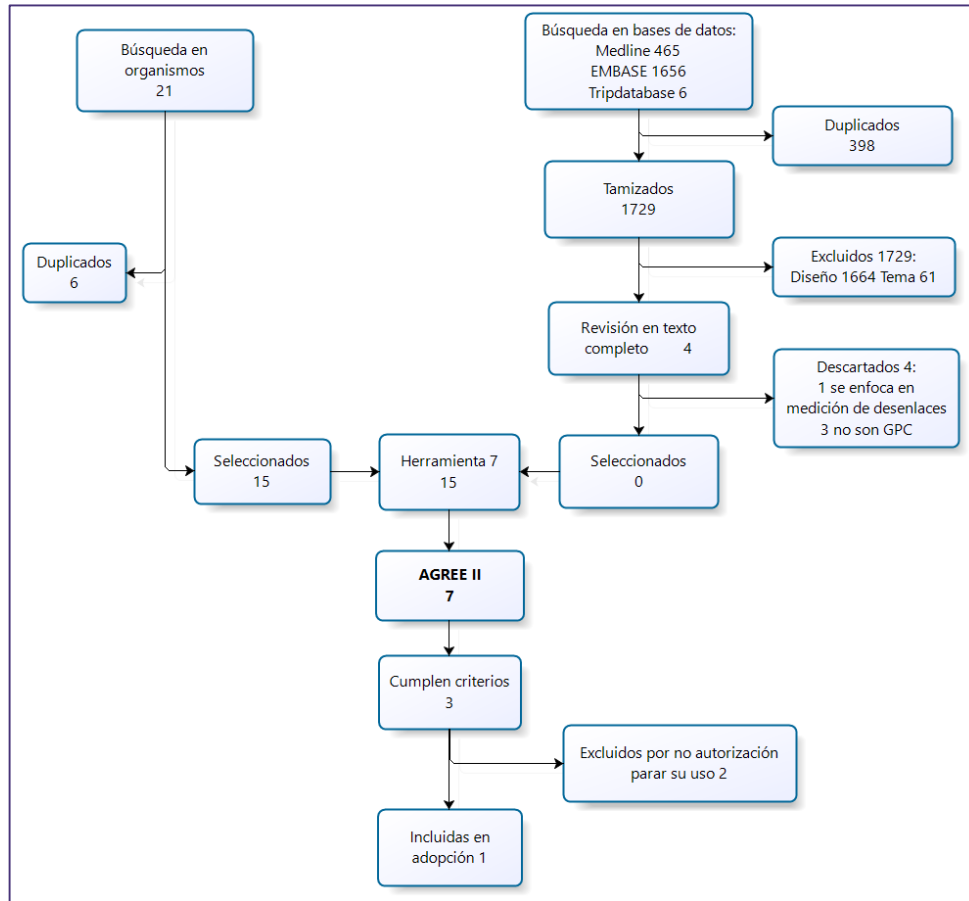 Búsqueda en
organismos
21
Búsqueda en bases de datos:
Medline 465
EMBASE 1656
Tripdatabase 6
Duplicados
398
Tamizados
1729
Duplicados
6
Excluidos 1729:
Diseño 1664 Tema 61
Revisión en texto
completo 4
Descartados 4:
1 se enfoca en
medición de desenlaces
3 no son GPC
Seleccionados
15
Herramienta 7
15
Seleccionados
0
AGREE II
7
Cumplen criterios
3
Excluidos por no autorización
parar su uso 2
Incluidas en
adopción 1